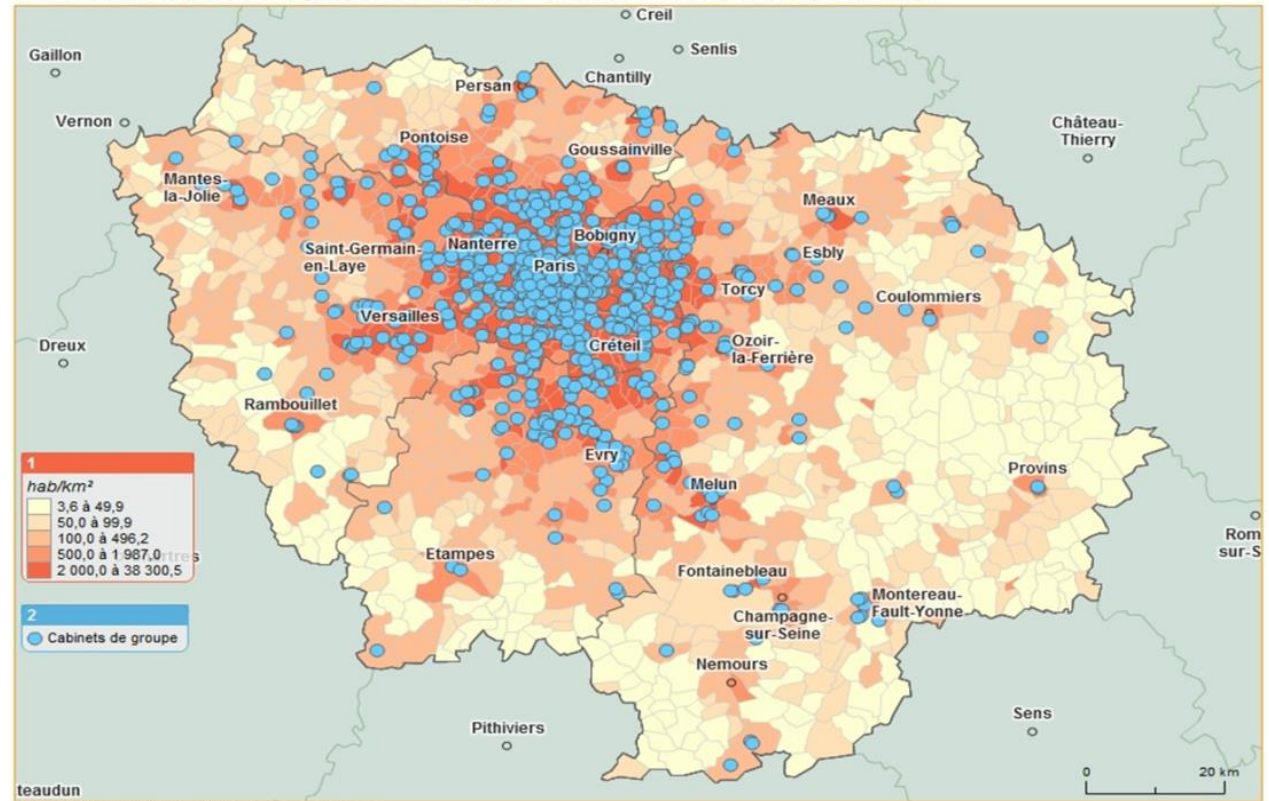 Creil
Senlis
Gaillon
Chantilly
Persan
Vernon
Château-
Thierry
Pontoise
Goussainville
Mantes-
la-Jolie
Meaux
Saint-Germain-
en-Laye
Nanterre
Bobigny
Esbly
Paris
Torcy
Coulommiers
Versailles
Créteil
Ozoir-
la-Ferrière
Dreux
Rambouillet
Evry
Provins
Melun
1
hab/km²
3,6 à 49,9
50,0 à 99,9
100,0 à 496,2
500,0 à 1 987,0
2 000,0 à 38 300,5
Rom
sur-S
Etampes
Fontainebleau
Montereau-
Fault-Yonne
Champagne-
sur-Seine
2
Cabinets de groupe
Nemours
Sens
Pithiviers
0 20 km
teaudun